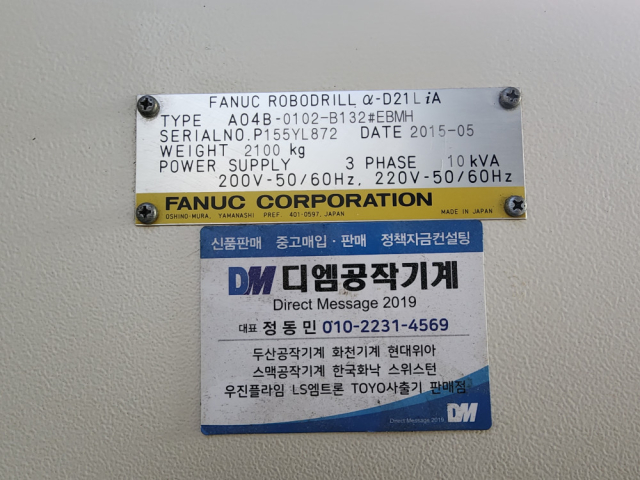 FANUC ROBODRILL α-D21LiA
TYPE A04B-0102-B132#EBMH
SERIALNO.P155YL872 DATE 2015-05
WEIGHT 2100 kg
POWER SUPPLY 3 PHASE 10 kVA
200V-50/60Hz, 220V-50/60Hz
FANUC CORPORATION
OSHINO-MURA, YAMANASHI PREF. 401-0597, JAPAN MADE IN JAPAN
신품판매 중고매입·판매 정책자금컨설팅
DM 디엠공작기계
Direct Message 2019
대표 정동민 010-2231-4569
두산공작기계 화천기계 현대위아
스맥공작기계 한국화낙 스위스턴
우진플라임 LS엠트론 TOYO사출기 판매점
Direct Message 2019 DM